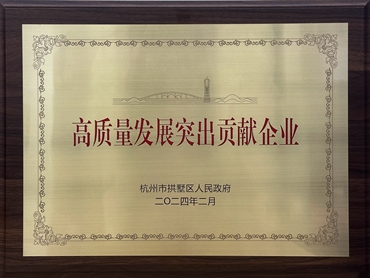 高质量发展突出贡献企业
杭州市拱墅区人民政府
二〇二四年二月